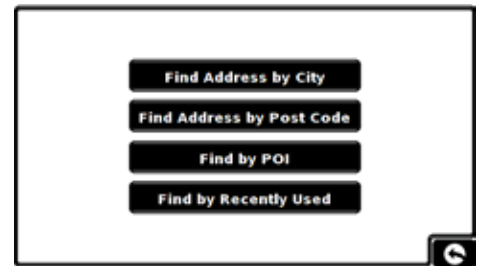 Find Address by City
Find Address by Post Code
Find by POI
Find by Recently Used